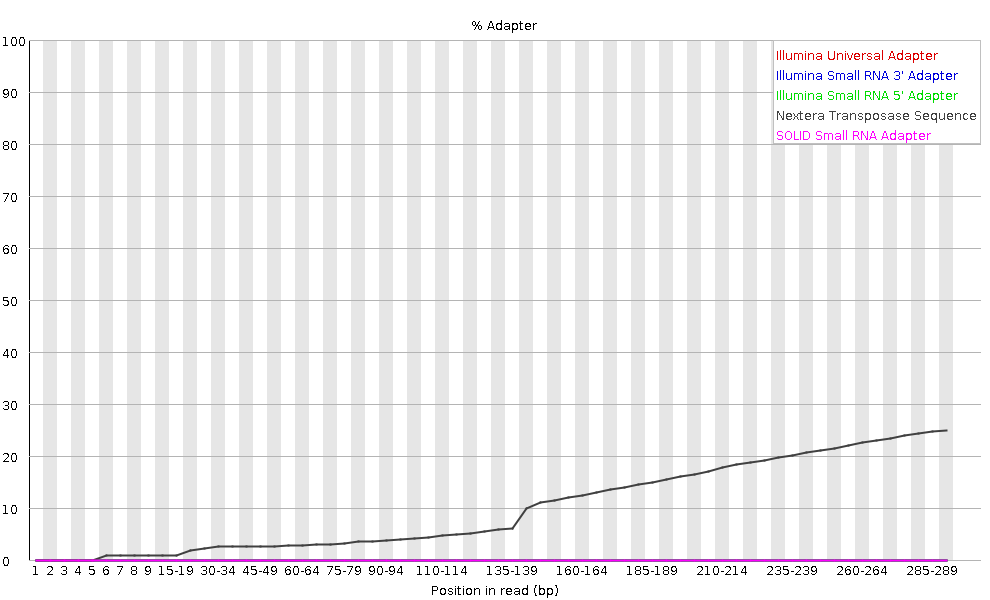 % Adapter
100
90
80
70
60
50
40
30
20
10
0
Illumina Universal Adapter
Illumina Small RNA 3' Adapter
Illumina Small RNA 5' Adapter
Nextera Transposase Sequence
SOLID Small RNA Adapter
1 2 3 4 5 6 7 8 9 15-19 30-34 45-49 60-64 75-79 90-94 110-114 135-139 160-164 185-189 210-214 235-239 260-264 285-289
Position in read (bp)